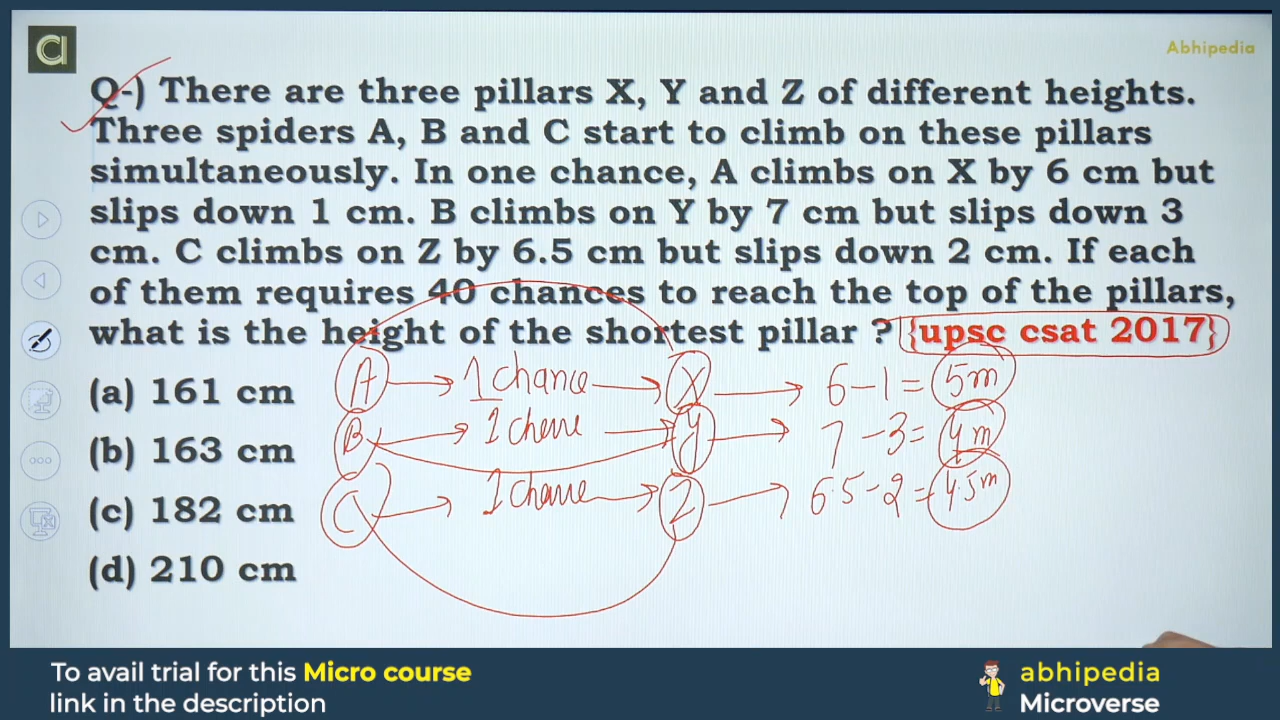 CI
Abhipedia
Q-) There are three pillars X, Y and Z of different heights.
Three spiders A, B and C start to climb on these pillars
simultaneously. In one chance, A climbs on X by 6 cm but
slips down 1 cm. B climbs on Y by 7 cm but slips down 3
cm. C climbs on Z by 6.5 cm but slips down 2 cm. If each
of them requires 40 chances to reach the top of the pillars,
what is the height of the shortest pillar ? {upsc csat 2017}
(a) 161 cm
(b) 163 cm
(c) 182 cm
(d) 210 cm
A 1 chance X 6-1 = 5m
B 1 Y 7-3 = 4m
C 1 Z 6.5-2 = 4.5m
To avail trial for this Micro course
link in the description
abhipedia
Microverse